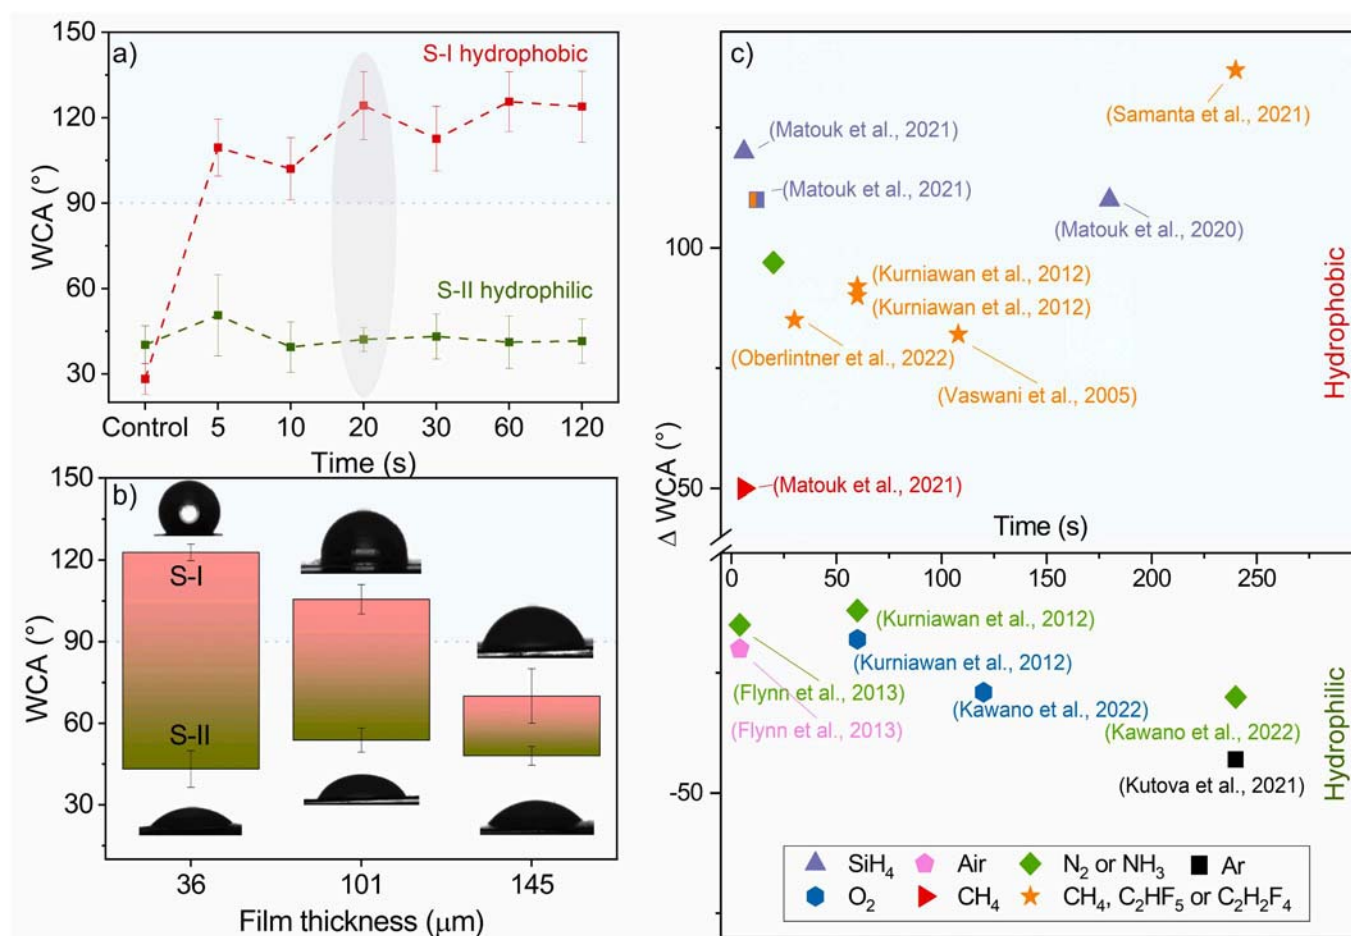 a)
S-I hydrophobic
S-II hydrophilic
WCA (°)
150
120
90
60
30
Control 5 10 20 30 60 120
Time (s)
b)
S-I
S-II
WCA (°)
150
120
90
60
30
36 101 145
Film thickness (μm)
c)
(Samanta et al., 2021)
(Matouk et al., 2021)
(Matouk et al., 2021)
(Matouk et al., 2020)
(Kurniawan et al., 2012)
(Kurniawan et al., 2012)
(Oberlintner et al., 2022)
(Vaswani et al., 2005)
(Matouk et al., 2021)
Hydrophobic
Δ WCA (°)
100
50
-50
Time (s)
0 50 100 150 200 250
(Kurniawan et al., 2012)
(Kurniawan et al., 2012)
(Flynn et al., 2013)
(Kawano et al., 2022)
(Flynn et al., 2013)
(Kawano et al., 2022)
(Kutova et al., 2021)
Hydrophilic
SiH4 Air N2 or NH3 Ar
O2 CH4 CH4, C2HF5 or C2H2F4